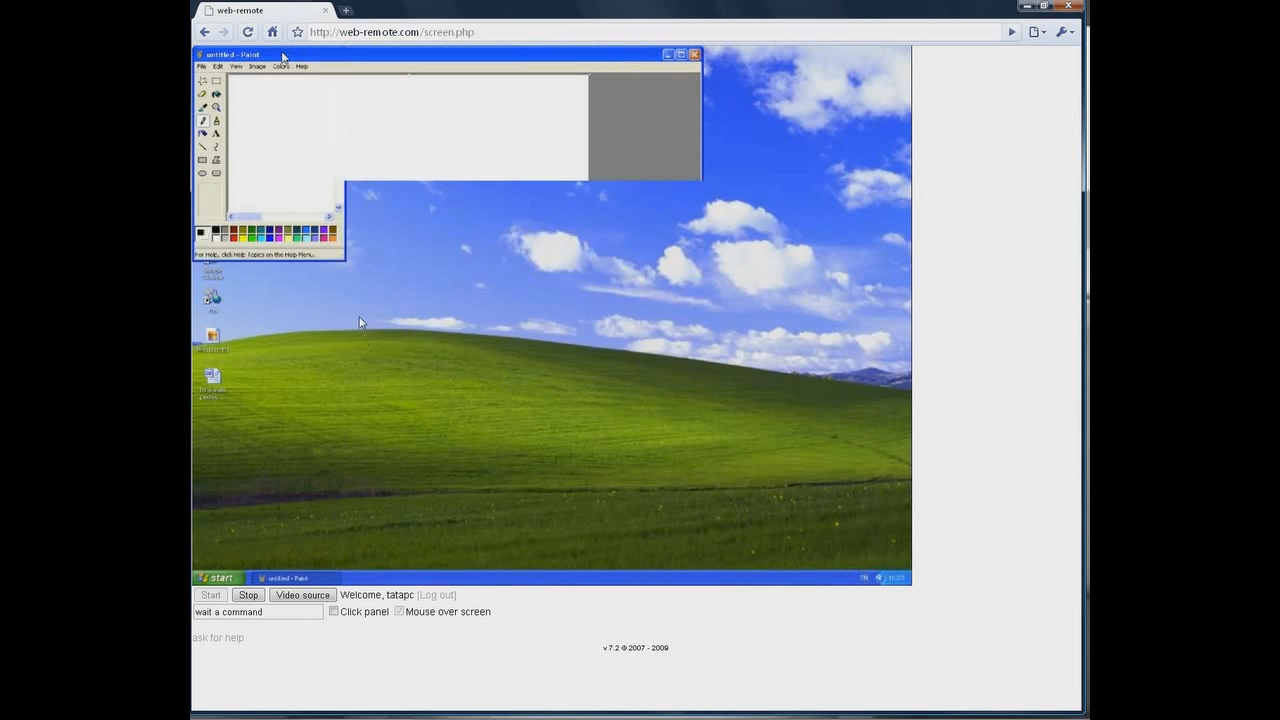 web-remote
http://web-remote.com/screen.php
untitled - Paint
File Edit View Image Colors Help
For Help, click Help Topics on the Help Menu.
Google
start
untitled - Paint
EN
Start Stop Video source Welcome, tatapc [Log out]
wait a command Click panel Mouse over screen
ask for help
v 7.2 © 2007 - 2009